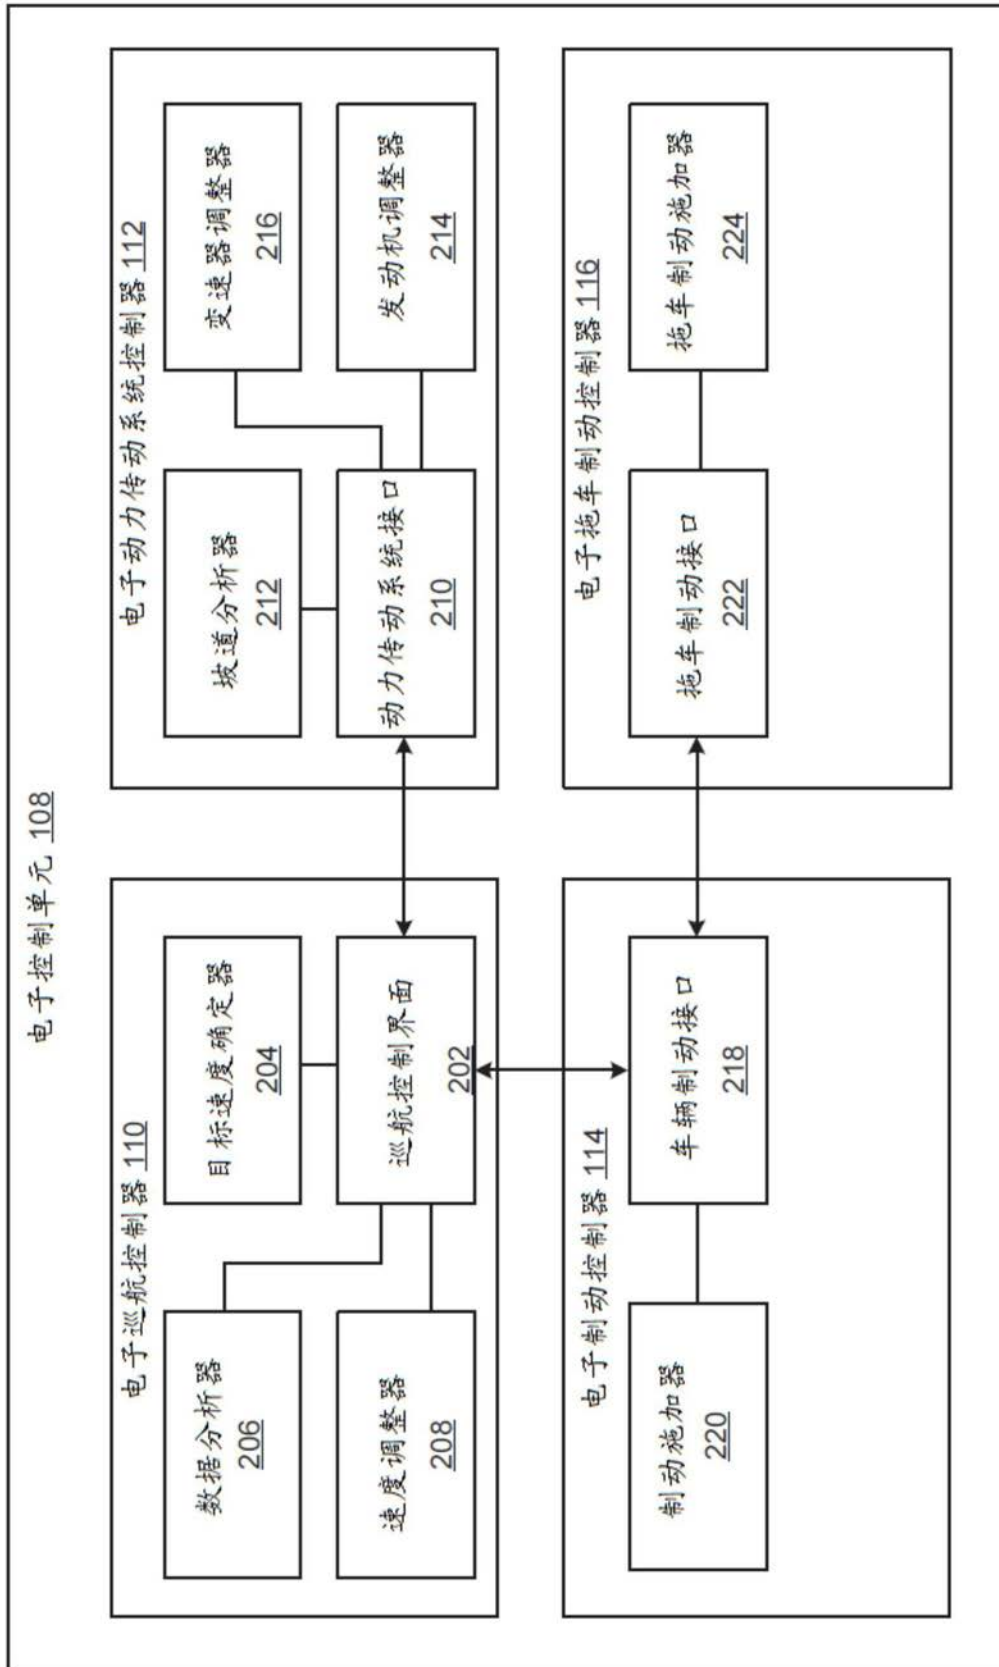 电子控制单元 108
电子巡航控制器 110
数据分析器
206
目标速度确定器
204
速度调整器
208
巡航控制界面
202
电子动力传动系统控制器 112
坡道分析器
212
变速器调整器
216
动力传动系统接口
210
发动机调整器
214
电子制动控制器 114
制动施加器
220
车辆制动接口
218
电子拖车制动控制器 116
拖车制动接口
222
拖车制动施加器
224